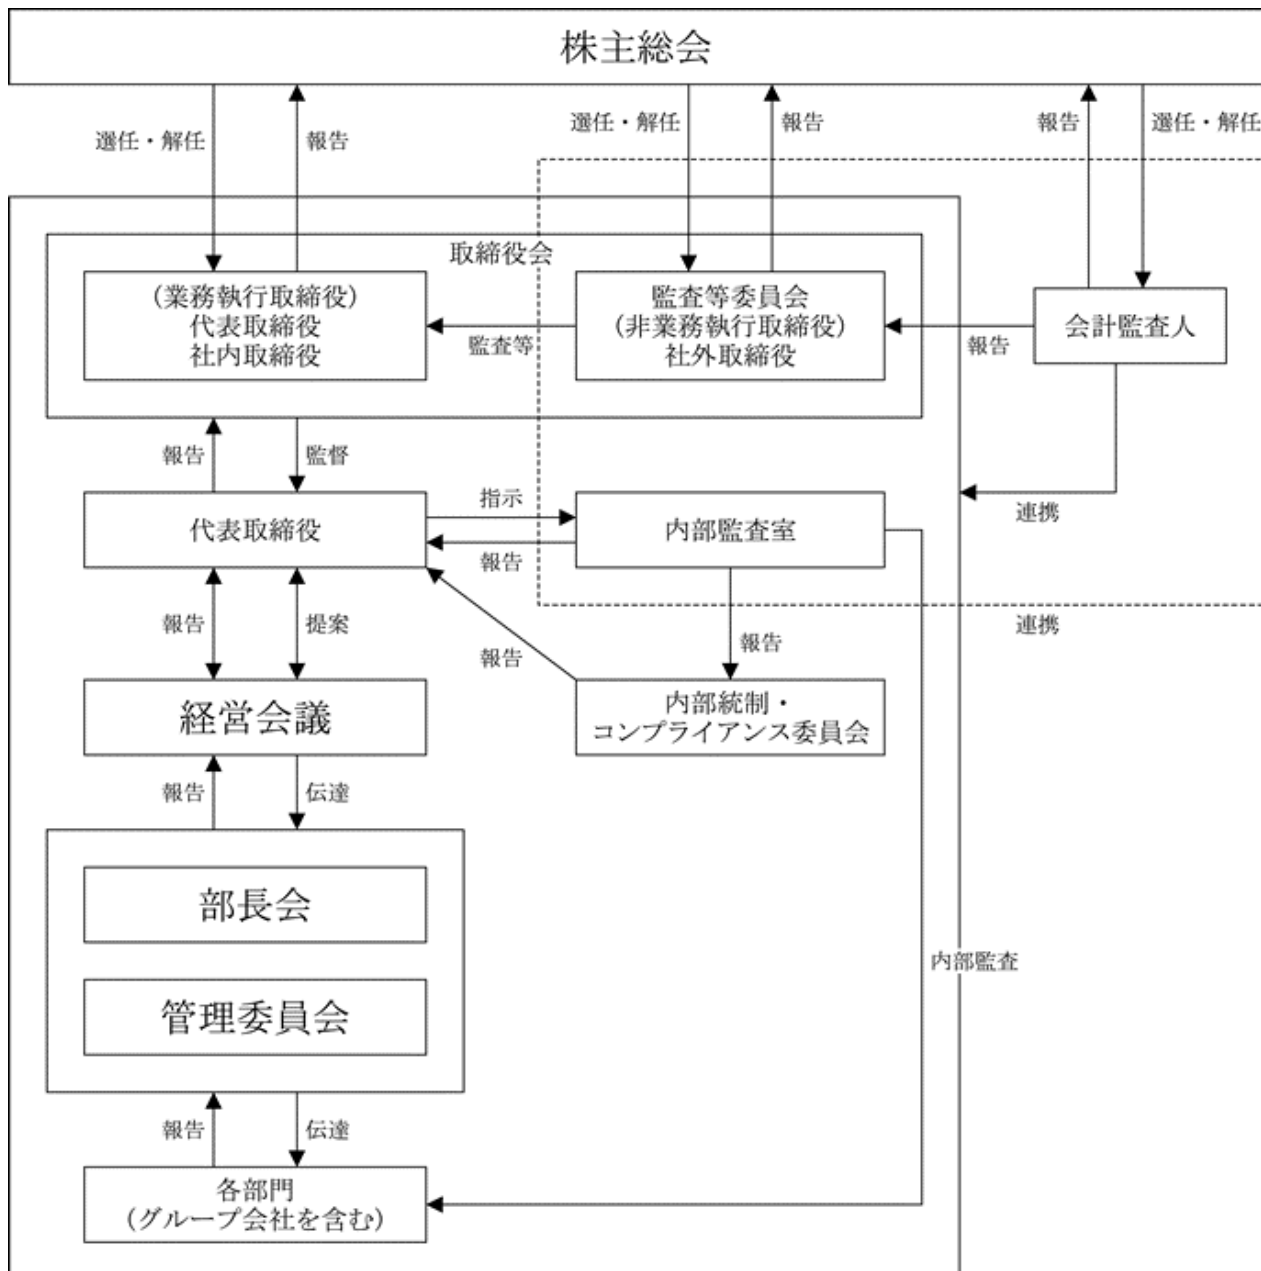 株主総会
選任・解任
報告
選任・解任
報告
報告
選任・解任
取締役会
(業務執行取締役)
代表取締役
社内取締役
監査等
監査等委員会
(非業務執行取締役)
社外取締役
報告
会計監査人
報告
監督
連携
代表取締役
指示
報告
内部監査室
連携
報告
提案
報告
報告
内部統制・
コンプライアンス委員会
経営会議
報告
伝達
部長会
管理委員会
内部監査
報告
伝達
各部門
(グループ会社を含む)